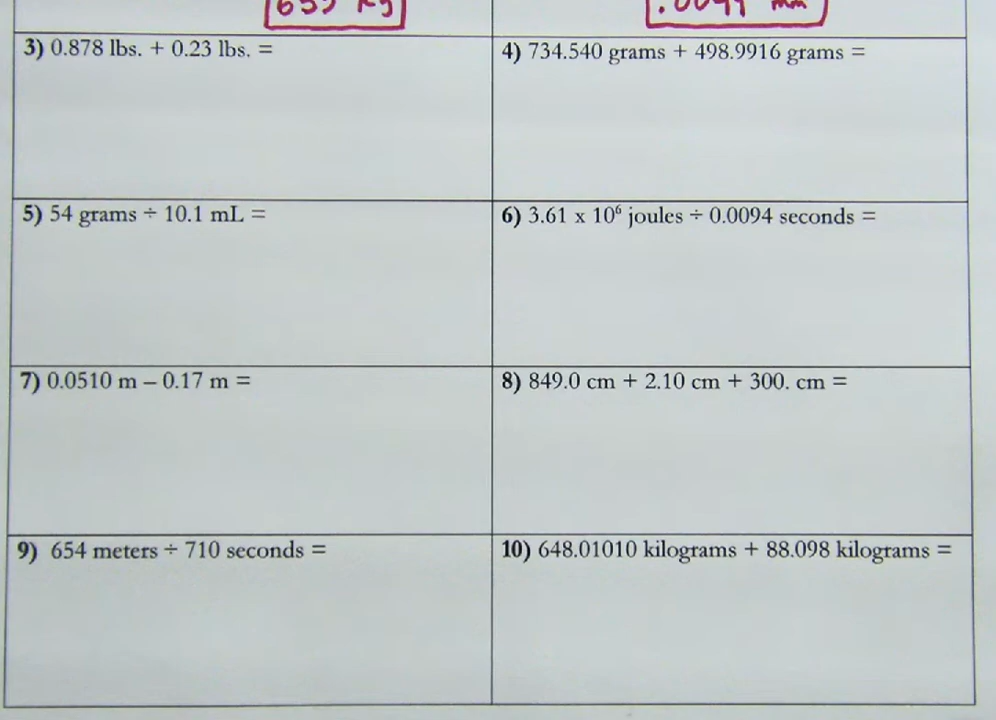 3) 0.878 lbs. + 0.23 lbs. =
4) 734.540 grams + 498.9916 grams =
5) 54 grams ÷ 10.1 mL =
6) 3.61 x 10⁶ joules ÷ 0.0094 seconds =
7) 0.0510 m – 0.17 m =
8) 849.0 cm + 2.10 cm + 300. cm =
9) 654 meters ÷ 710 seconds =
10) 648.01010 kilograms + 88.098 kilograms =